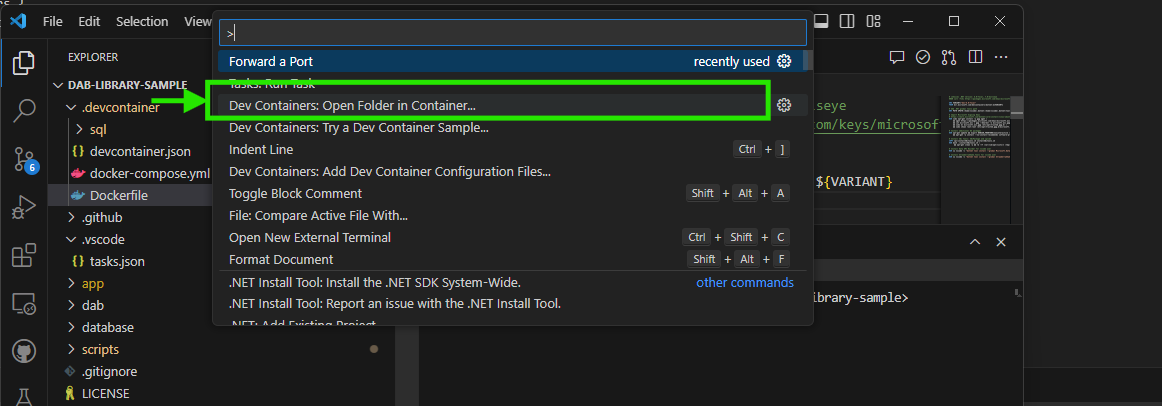 File Edit Selection View
>
EXPLORER
Forward a Port recently used
DAB-LIBRARY-SAMPLE
Tasks: Run Task
.devcontainer
Dev Containers: Open Folder in Container...
sql
Dev Containers: Try a Dev Container Sample...
devcontainer.json
Indent Line Ctrl + ]
docker-compose.yml
Dev Containers: Add Dev Container Configuration Files...
6
Dockerfile
Toggle Block Comment Shift + Alt + A
${VARIANT}
.github
File: Compare Active File With...
.vscode
Open New External Terminal Ctrl + Shift + C
tasks.json
Format Document Shift + Alt + F
app
.NET Install Tool: Install the .NET SDK System-Wide. other commands
dab
.NET Install Tool: Report an issue with the .NET Install Tool.
ibrary-sample>
database
.NET: Add Existing Project
scripts
.gitignore
LICENSE
lseye
om/keys/microsof